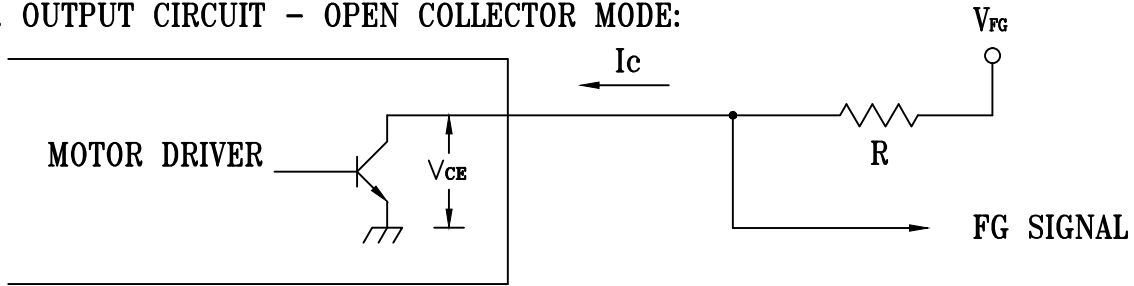 . OUTPUT CIRCUIT - OPEN COLLECTOR MODE:
VFG
Ic
MOTOR DRIVER
VCE
R
FG SIGNAL